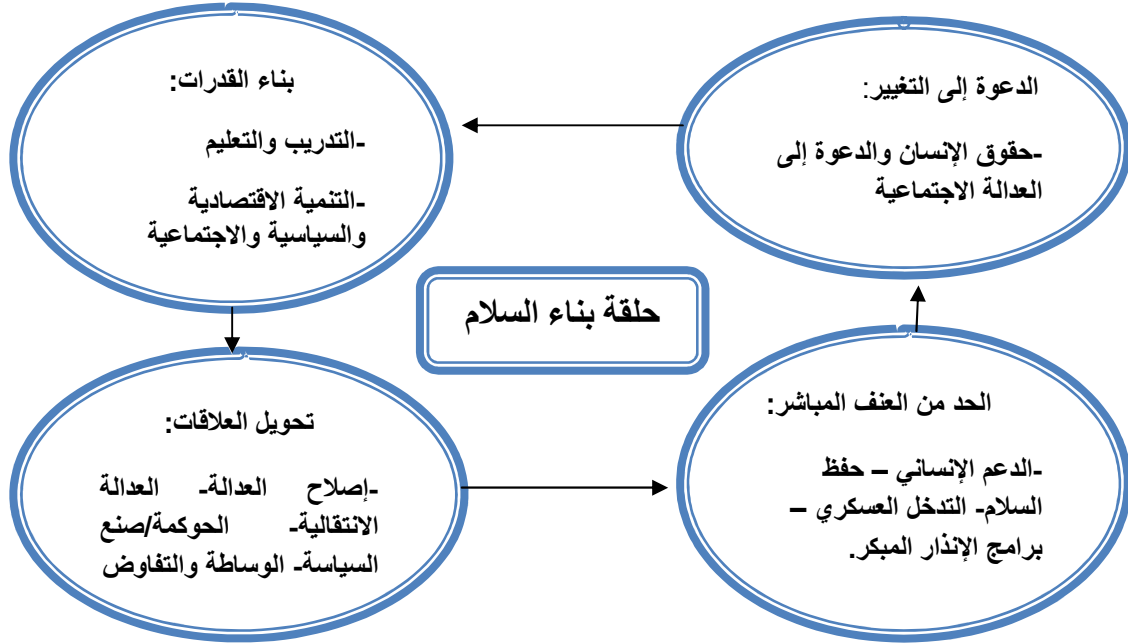 الدعوة إلى التغيير:
-حقوق الإنسان والدعوة إلى
العدالة الاجتماعية
بناء القدرات:
-التدريب والتعليم
-التنمية الاقتصادية
والسياسية والاجتماعية
حلقة بناء السلام
الحد من العنف المباشر:
-الدعم الإنساني – حفظ
السلام- التدخل العسكري –
برامج الإنذار المبكر.
تحويل العلاقات:
-إصلاح العدالة- العدالة
الانتقالية- الحوكمة/صنع
السياسة- الوساطة والتفاوض